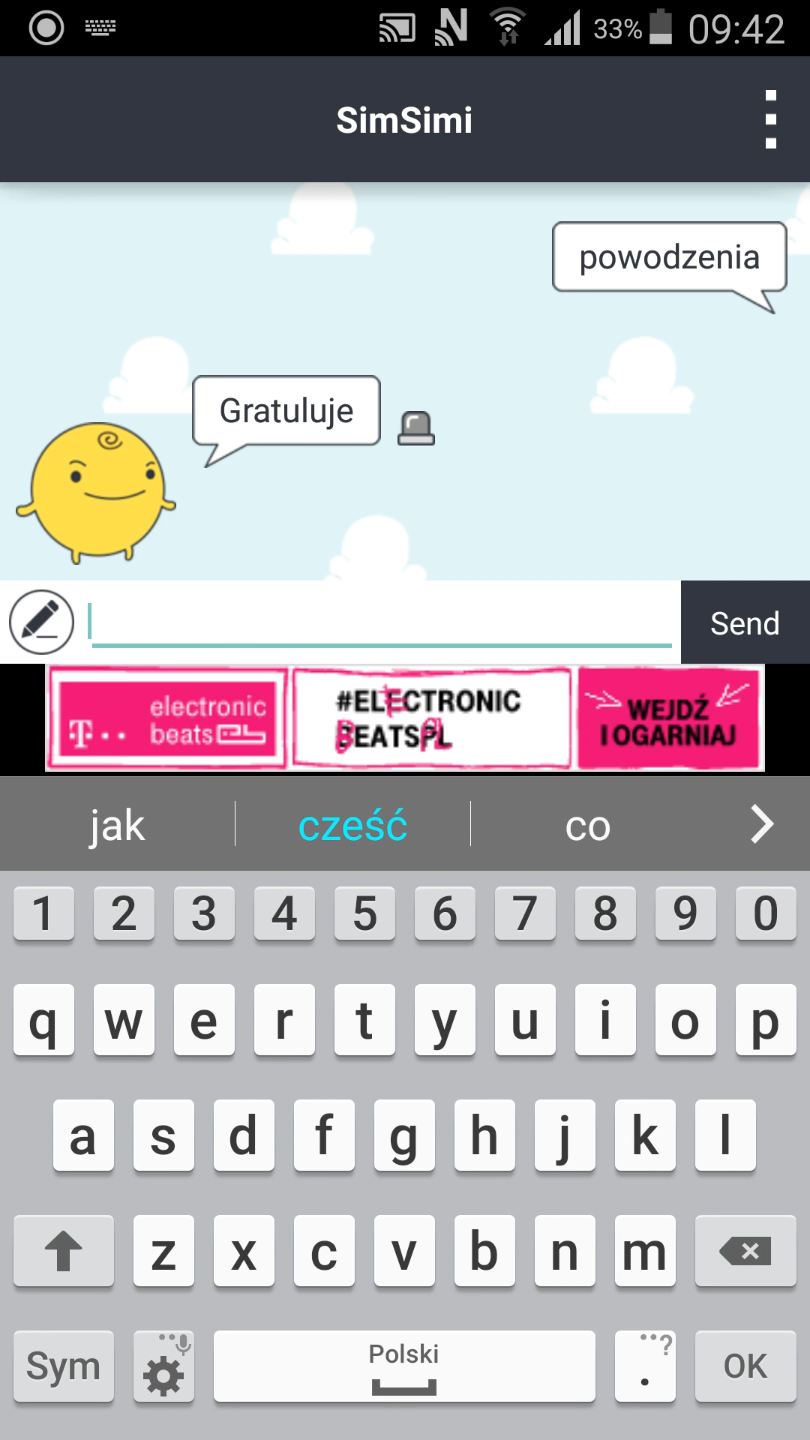 33% 09:42
SimSimi
powodzenia
Gratuluje
Send
electronic
T
beats
#ELECTRONIC
BEATSPL
WEJDŹ
I OGARNIAJ
jak cześć co
1 2 3 4 5 6 7 8 9 0
q w e r t y u i o p
a s d f g h j k l
z x c v b n m
Polski
Sym . ? OK